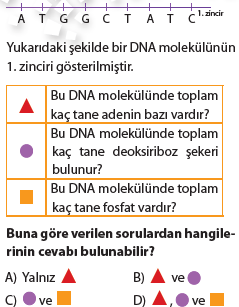 A T G G C T A T C 1. zincir
Yukarıdaki şekilde bir DNA molekülünün
1. zinciri gösterilmiştir.
Bu DNA molekülünde toplam
kaç tane adenin bazı vardır?
Bu DNA molekülünde toplam
kaç tane deoksiriboz şekeri
bulunur?
Bu DNA molekülünde toplam
kaç tane fosfat vardır?
Buna göre verilen sorulardan hangile-
rinin cevabı bulunabilir?
A) Yalnız B) ve
C) ve D) , ve